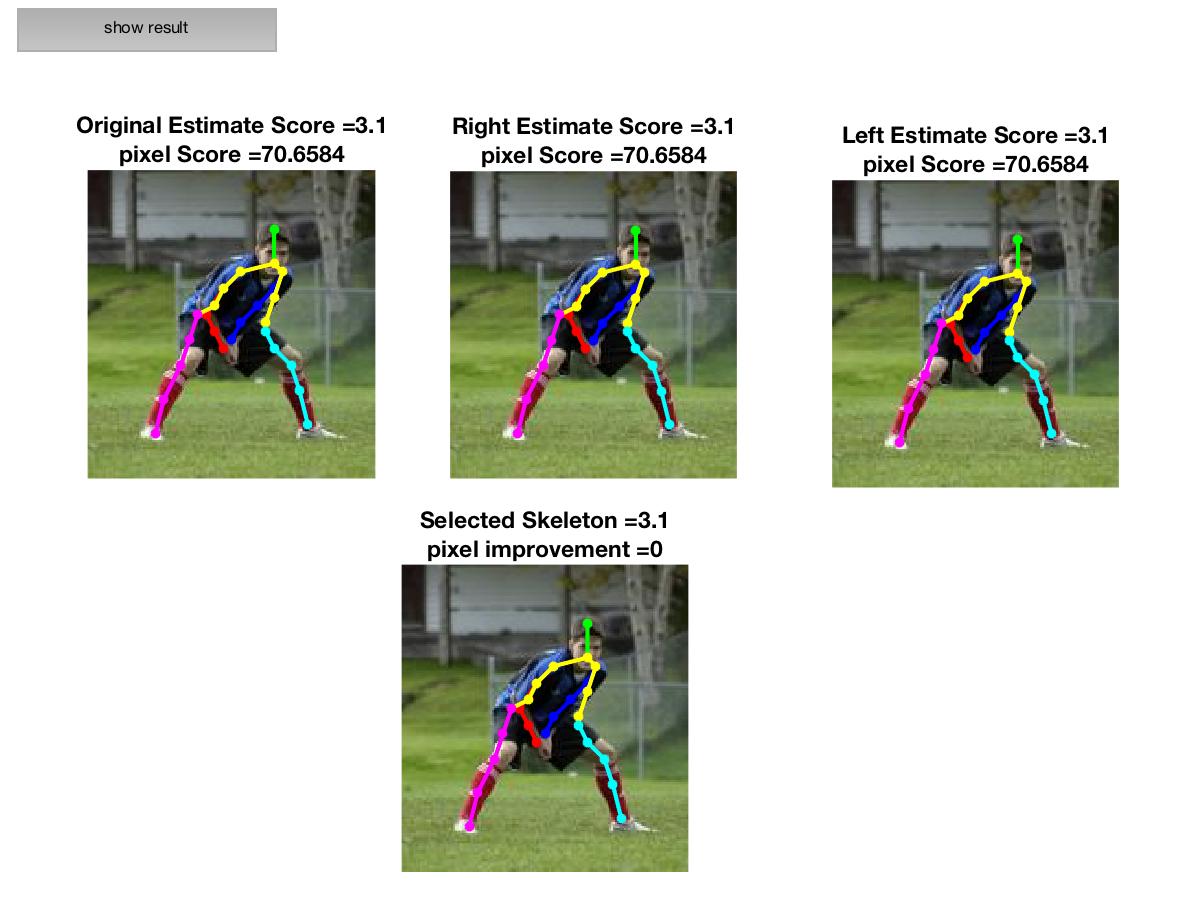 show result
Original Estimate Score =3.1
pixel Score =70.6584
Right Estimate Score =3.1
pixel Score =70.6584
Left Estimate Score =3.1
pixel Score =70.6584
Selected Skeleton =3.1
pixel improvement =0